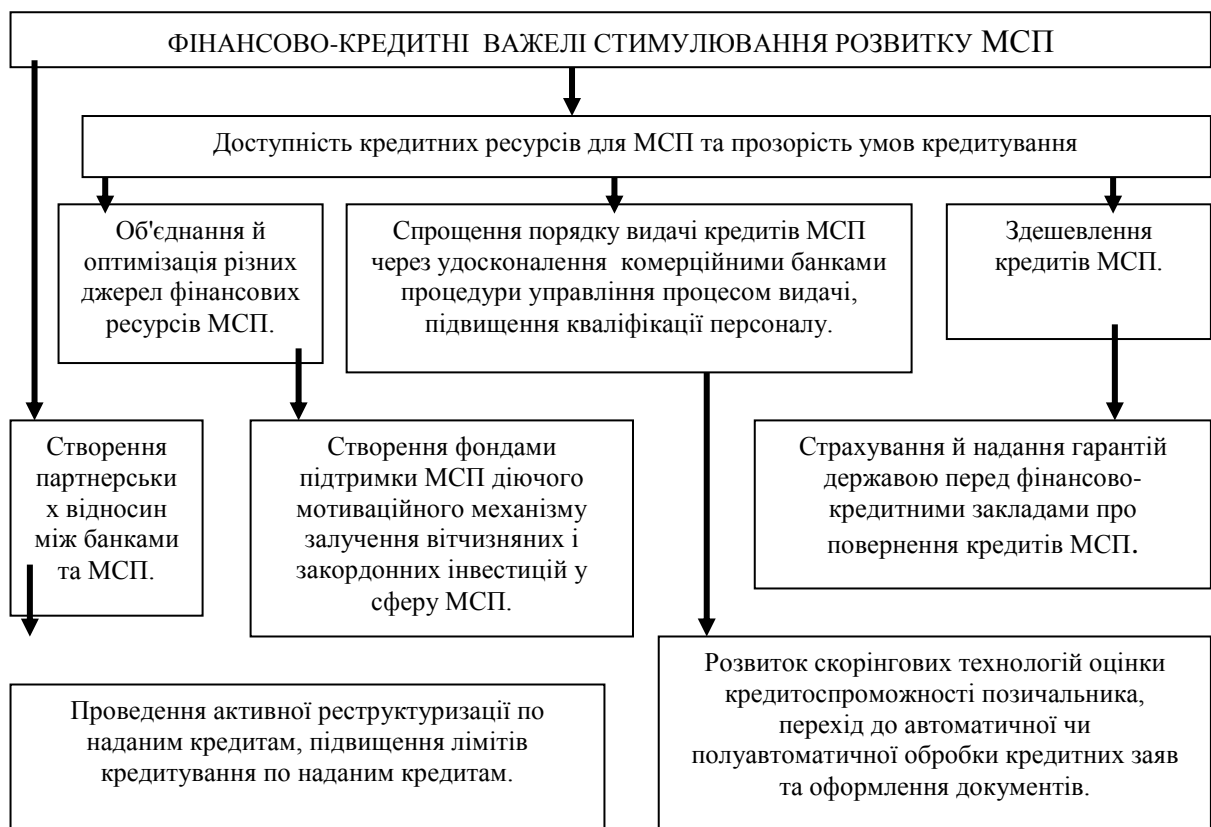 ФІНАНСОВО-КРЕДИТНІ ВАЖЕЛІ СТИМУЛЮВАННЯ РОЗВИТКУ МСП
Доступність кредитних ресурсів для МСП та прозорість умов кредитування
Об'єднання й
оптимізація різних
джерел фінансових
ресурсів МСП.
Спрощення порядку видачі кредитів МСП
через удосконалення комерційними банками
процедури управління процесом видачі,
підвищення кваліфікації персоналу.
Здешевлення
кредитів МСП.
Створення
партнерськи
х відносин
між банками
та МСП.
Створення фондами
підтримки МСП діючого
мотиваційного механізму
залучення вітчизняних і
закордонних інвестицій у
сферу МСП.
Страхування й надання гарантій
державою перед фінансово-
кредитними закладами про
повернення кредитів МСП.
Проведення активної реструктуризації по
наданим кредитам, підвищення лімітів
кредитування по наданим кредитам.
Розвиток скорінгових технологій оцінки
кредитоспроможності позичальника,
перехід до автоматичної чи
полуавтоматичної обробки кредитних заяв
та оформлення документів.